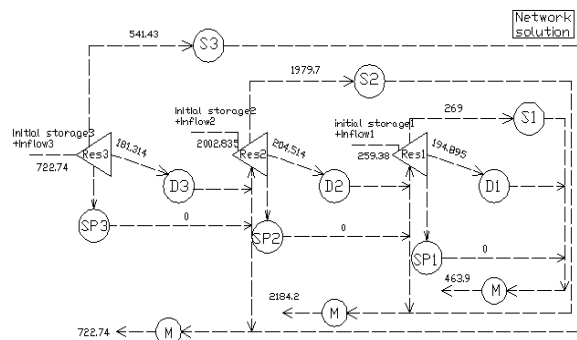 Network
solution
541.43
S3
1979.7
S2
269
S1
Initial storage3
+Inflow3
722.74
Res3
181.314
D3
SP3
0
Initial storage2
+Inflow2
2002.835
Res2
204.514
D2
SP2
0
initial storage1
+Inflow1
259.38
Res1
194.895
D1
SP1
0
463.9
M
2184.2
M
722.74
M